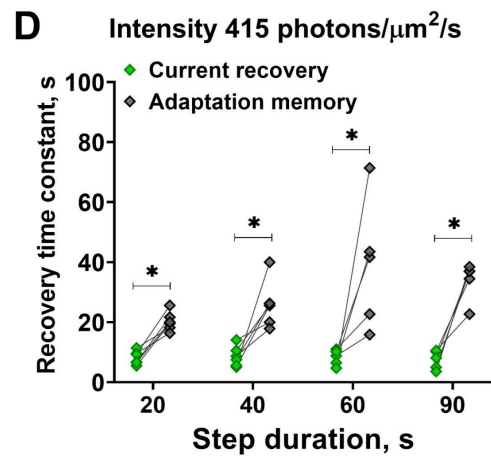 D
Intensity 415 photons/μm²/s
Current recovery
Adaptation memory
Recovery time constant, s
100
80
60
40
20
0
*
*
*
*
20 40 60 90
Step duration, s